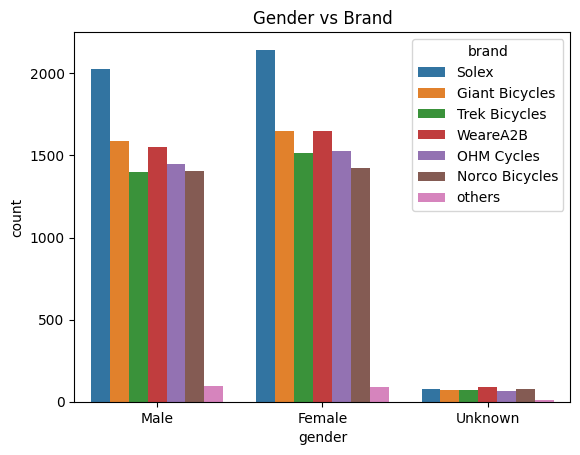 Gender vs Brand
brand
Solex
Giant Bicycles
Trek Bicycles
WeareA2B
OHM Cycles
Norco Bicycles
others
count
2000
1500
1000
500
0
Male
Female
Unknown
gender